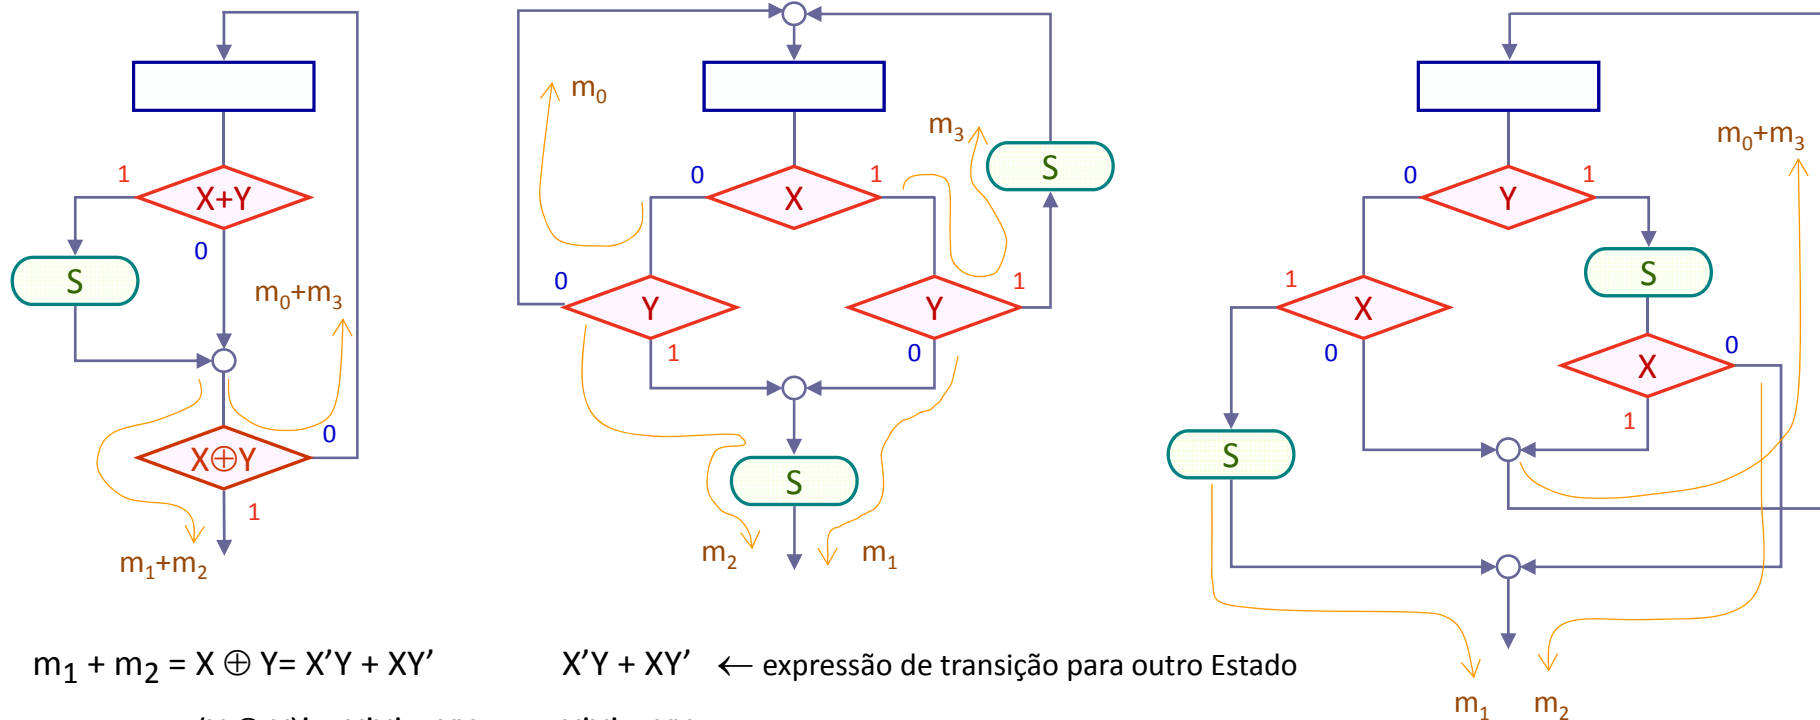 1
X+Y
0
S
m₀+m₃
X⊕Y
0
1
m₁+m₂
m₀
0
X
1
m₃
S
0
Y
1
Y
1
0
S
m₂
m₁
0
Y
1
m₀+m₃
S
1
X
0
X
0
1
S
m₁
m₂
m₁ + m₂ = X ⊕ Y= X’Y + XY’
X’Y + XY’ ← expressão de transição para outro Estado